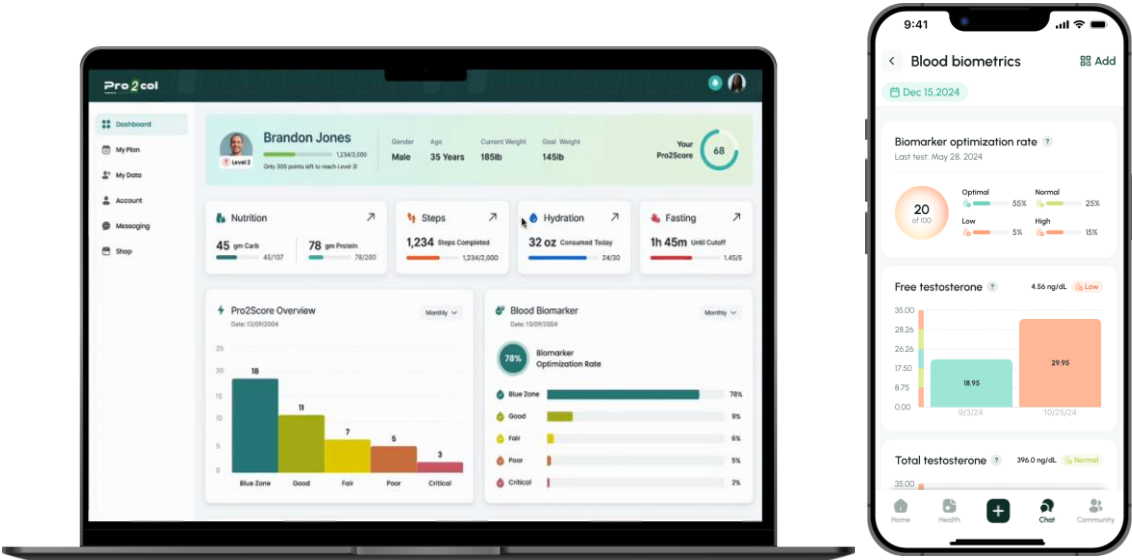 Pro2col
Dashboard
My Plan
My Data
Account
Messaging
Shop
Level 2
Brandon Jones
1,234/2,000
Only 300 points left to reach Level 3!
Gender Age Current Weight Goal Weight
Male 35 Years 185lb 145lb
Your
Pro2Score
68
Nutrition
45 gm Carb
45/107
78 gm Protein
78/200
Steps
1,234 Steps Completed
1,234/2,000
Hydration
32 oz Consumed Today
24/30
Fasting
1h 45m Until Cutoff
1.45/5
Pro2Score Overview
Date: 13/09/2004
Monthly
25
20
15
10
5
0
18
11
7
5
3
Blue Zone Good Fair Poor Critical
Blood Biomarker
Date: 13/09/2004
Monthly
78%
Biomarker
Optimization Rate
Blue Zone 78%
Good 9%
Fair 6%
Poor 5%
Critical 2%
9:41
Blood biometrics
Add
Dec 15,2024
Biomarker optimization rate ?
Last test: May 28, 2024
20
of 100
Optimal
55%
Normal
25%
Low
5%
High
15%
Free testosterone ?
4.56 ng/dL Low
35.00
28.26
26.26
17.50
8.75
0.00
18.95
29.95
9/3/24 10/25/24
Total testosterone ?
396.0 ng/dL Normal
35.00
Home Health + Chat Community